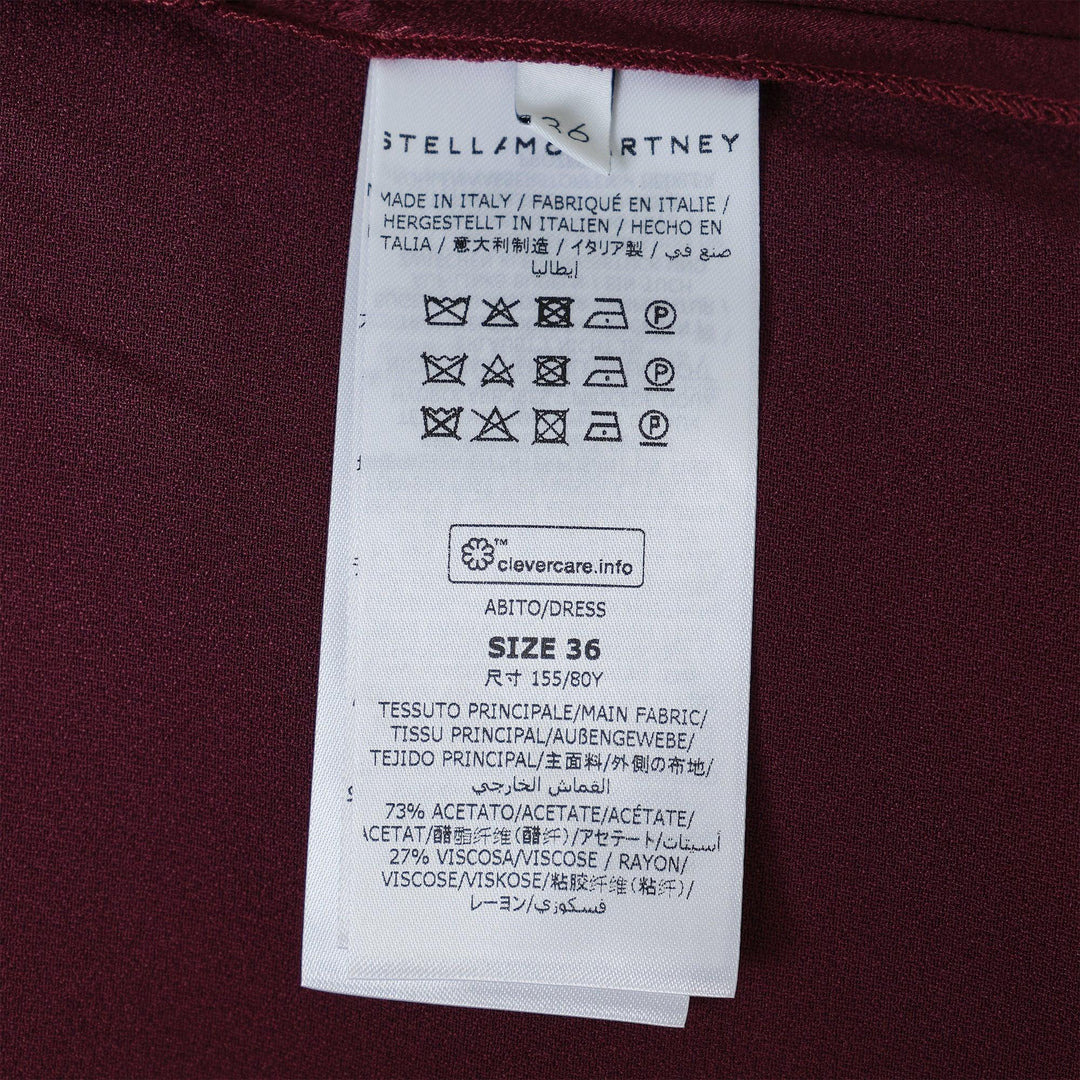 36
STELLA MCCARTNEY
MADE IN ITALY / FABRIQUÉ EN ITALIE /
HERGESTELLT IN ITALIEN / HECHO EN
TALIA / 意大利制造 / イタリア製 / صنع في
إيطاليا
P
P
P
clevercare.info™
ABITO/DRESS
SIZE 36
尺寸 155/80Y
TESSUTO PRINCIPALE/MAIN FABRIC/
TISSU PRINCIPAL/AUßENGEWEBE/
TEJIDO PRINCIPAL/主面料/外側の布地/
القماش الخارجي
73% ACETATO/ACETATE/ACÉTATE/
ACETAT/醋酯纤维(醋纤)/アセテート/أسيتات
27% VISCOSA/VISCOSE / RAYON/
VISCOSE/VISKOSE/粘胶纤维(粘纤)/
レーヨン/فسكوزي